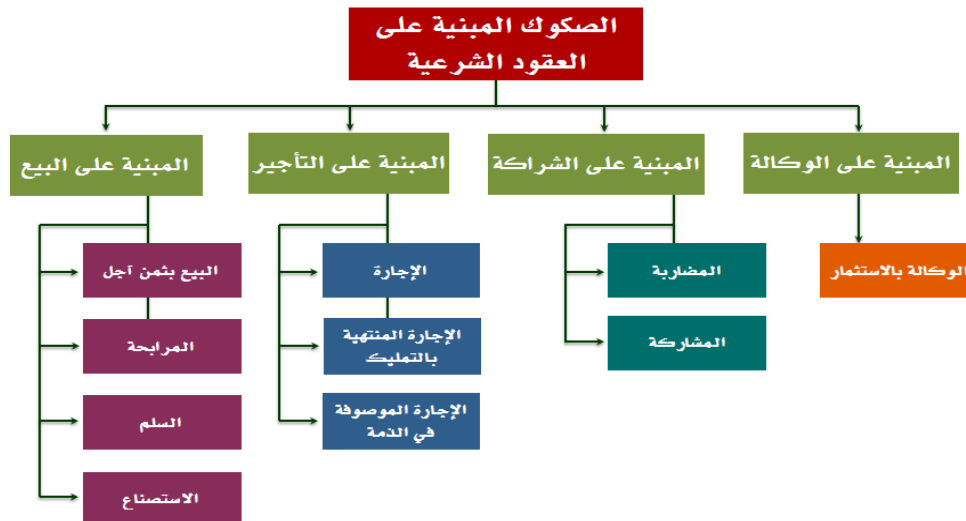 الصكوك المبنية على
العقود الشرعية
المبنية على الوكالة
المبنية على الشراكة
المبنية على التأجير
المبنية على البيع
الوكالة بالاستثمار
المضاربة
المشاركة
الإجارة
الإجارة المنتهية
بالتمليك
الإجارة الموصوفة
في الذمة
البيع بثمن آجل
المرابحة
السلم
الاستصناع